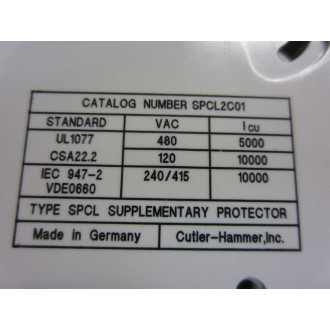 CATALOG NUMBER SPCL2C01
STANDARD VAC ICU
UL1077 480 5000
CSA22.2 120 10000
IEC 947-2 240/415 10000
VDE0660
TYPE SPCL SUPPLEMENTARY PROTECTOR
Made in Germany Cutler-Hammer,Inc.